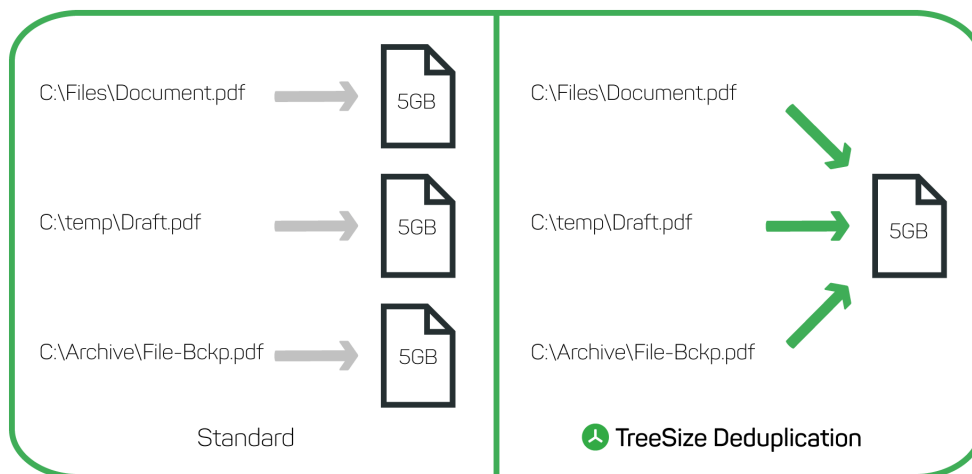 C:\Files\Document.pdf
5GB
C:\temp\Draft.pdf
5GB
C:\Archive\File-Bckp.pdf
5GB
Standard
C:\Files\Document.pdf
C:\temp\Draft.pdf
5GB
C:\Archive\File-Bckp.pdf
TreeSize Deduplication